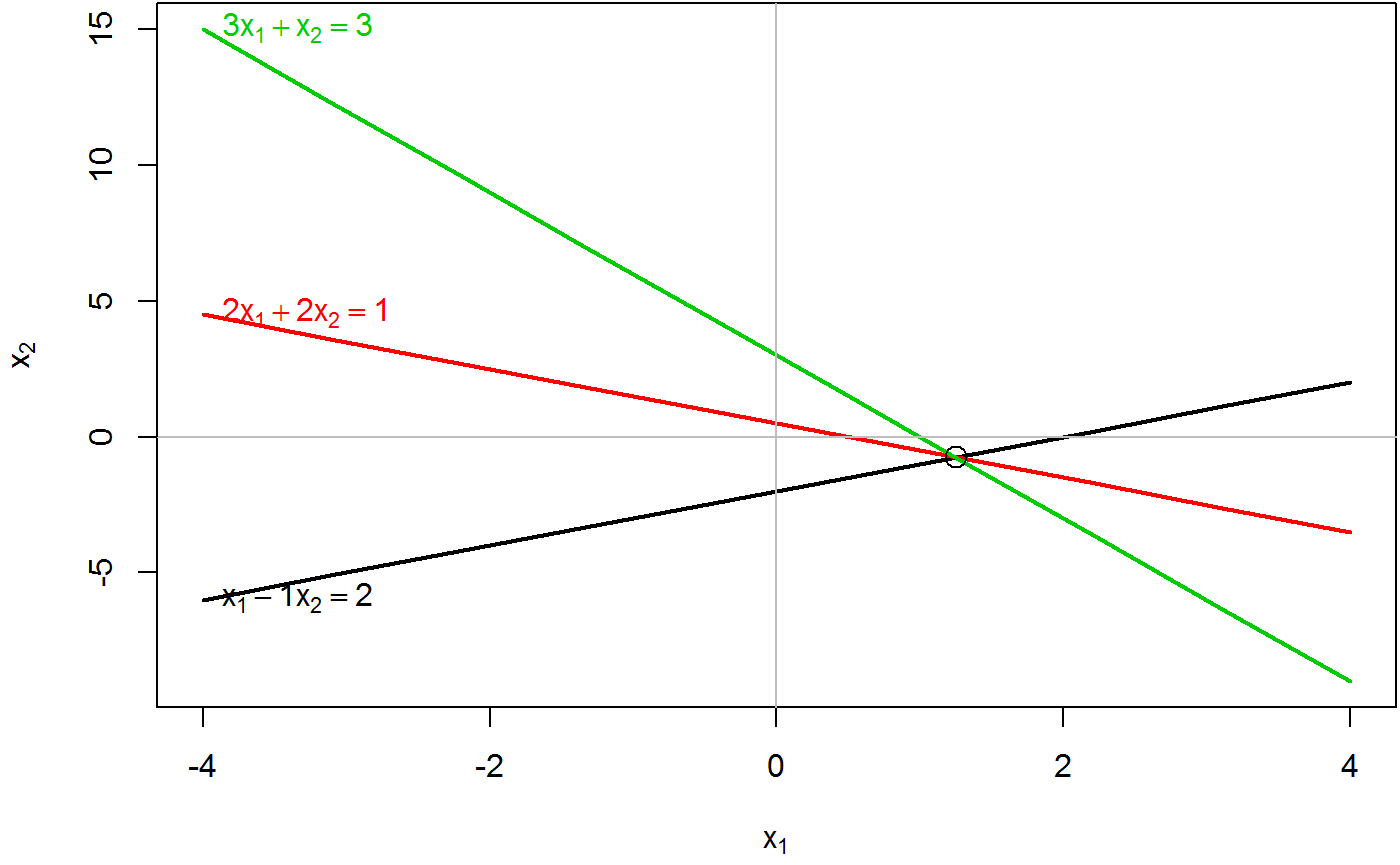 15
3x₁ + x₂ = 3
10
5
2x₁ + 2x₂ = 1
x₂
0
-5
x₁ − 1x₂ = 2
-4 -2 0 2 4
x₁